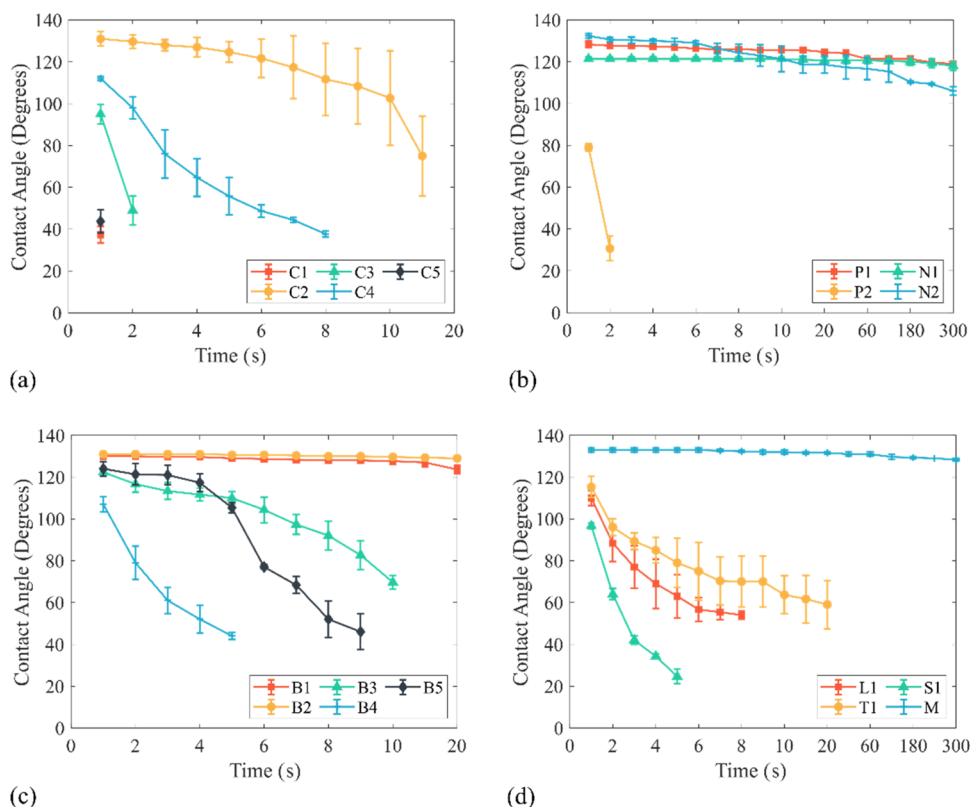 140
120
100
80
60
40
20
0
Contact Angle (Degrees)
0 2 4 6 8 10 20
Time (s)
C1 C3 C5
C2 C4
(a)
140
120
100
80
60
40
20
0
Contact Angle (Degrees)
0 2 4 6 8 10 20 60 180 300
Time (s)
P1 N1
P2 N2
(b)
140
120
100
80
60
40
20
0
Contact Angle (Degrees)
0 2 4 6 8 10 20
Time (s)
B1 B3 B5
B2 B4
(c)
140
120
100
80
60
40
20
0
Contact Angle (Degrees)
0 2 4 6 8 10 20 60 180 300
Time (s)
L1 S1
T1 M
(d)